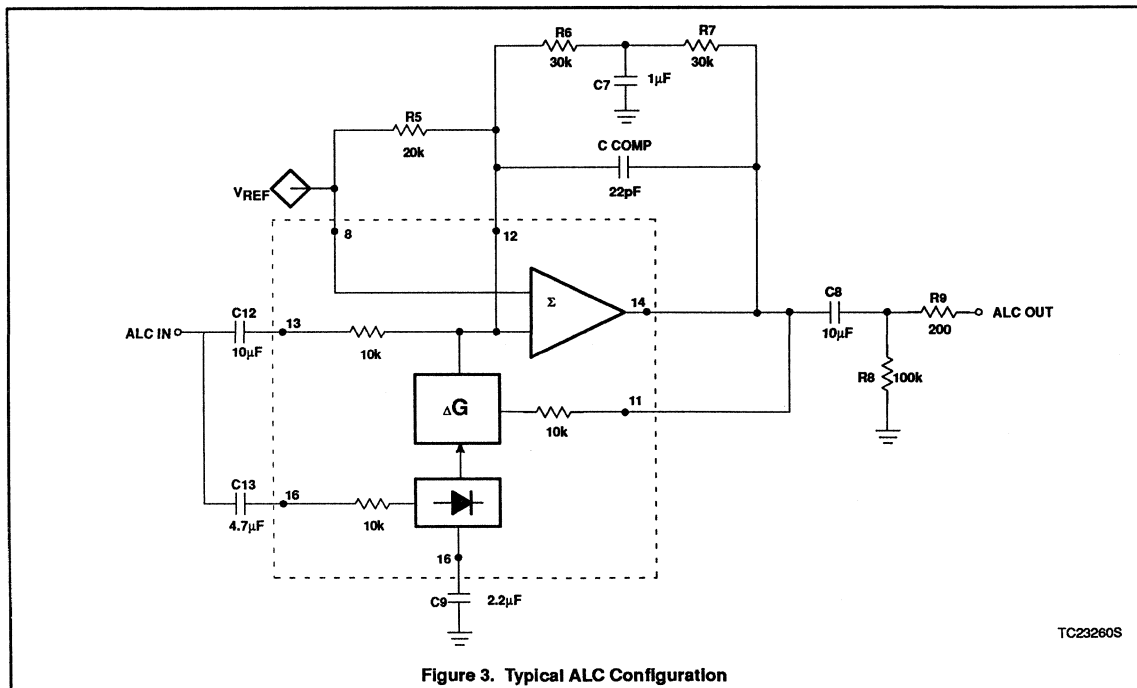 R6
30k
R7
30k
C7
1µF
R5
20k
C COMP
22pF
VREF
8
12
Σ
14
C8
10µF
R9
200
ALC OUT
ALC IN
C12
10µF
13
10k
R8
100k
ΔG
10k
11
C13
4.7µF
16
10k
16
C9
2.2µF
TC23260S
Figure 3. Typical ALC Configuration